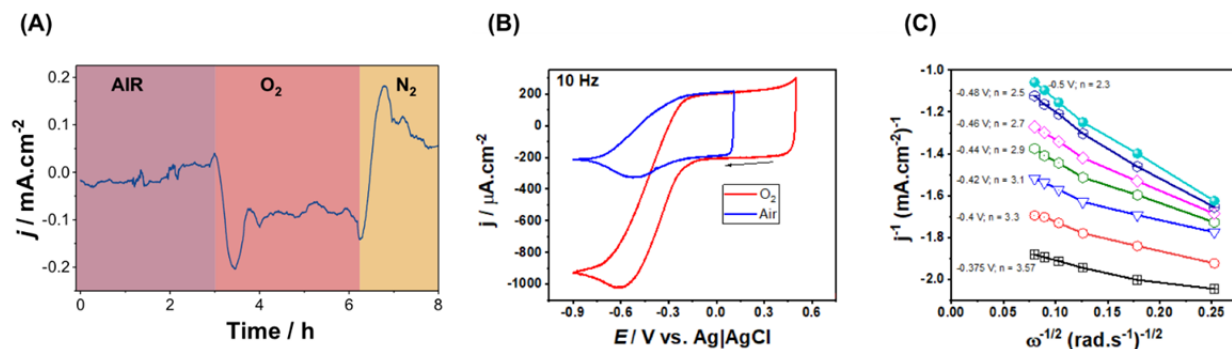 (A)
(B)
(C)
AIR
O₂
N₂
j / mA.cm⁻²
0.2
0.1
0.0
-0.1
-0.2
0
2
4
6
8
Time / h
10 Hz
j / µA.cm⁻²
200
0
-200
-400
-600
-800
-1000
O₂
Air
-0.9
-0.6
-0.3
0.0
0.3
0.6
E / V vs. Ag|AgCl
j⁻¹ (mA.cm⁻²)⁻¹
-1.0
-1.2
-1.4
-1.6
-1.8
-2.0
-0.5 V; n = 2.3
-0.48 V; n = 2.5
-0.46 V; n = 2.7
-0.44 V; n = 2.9
-0.42 V; n = 3.1
-0.4 V; n = 3.3
-0.375 V; n = 3.57
0.00
0.05
0.10
0.15
0.20
0.25
ω⁻¹/² (rad.s⁻¹)⁻¹/²